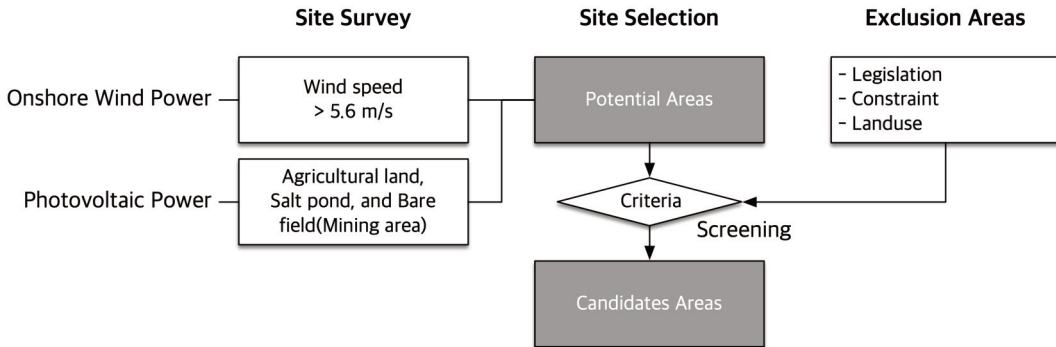 Site Survey
Site Selection
Exclusion Areas
Onshore Wind Power
Wind speed
> 5.6 m/s
Potential Areas
- Legislation
- Constraint
- Landuse
Photovoltaic Power
Agricultural land,
Salt pond, and Bare
field(Mining area)
Criteria
Screening
Candidates Areas